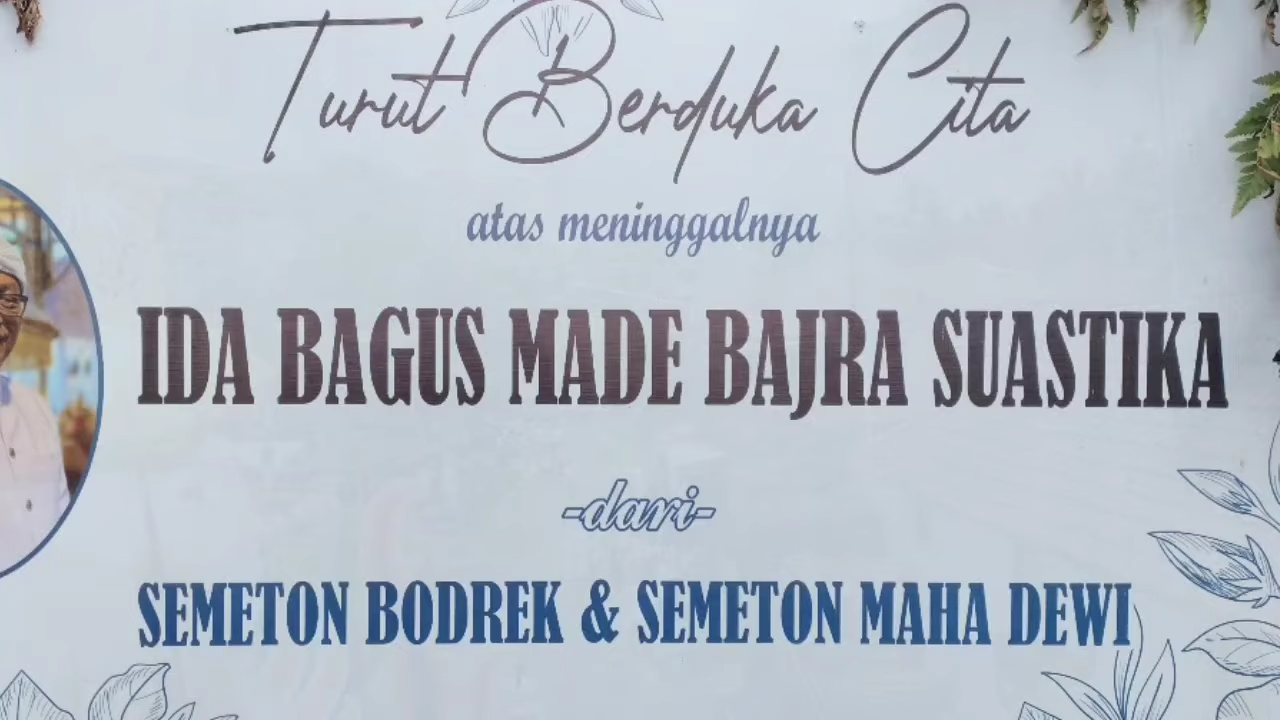 Turut Berduka Cita
atas meninggalnya
IDA BAGUS MADE BAJRA SUASTIKA
-dari-
SEMETON BODREK & SEMETON MAHA DEWI